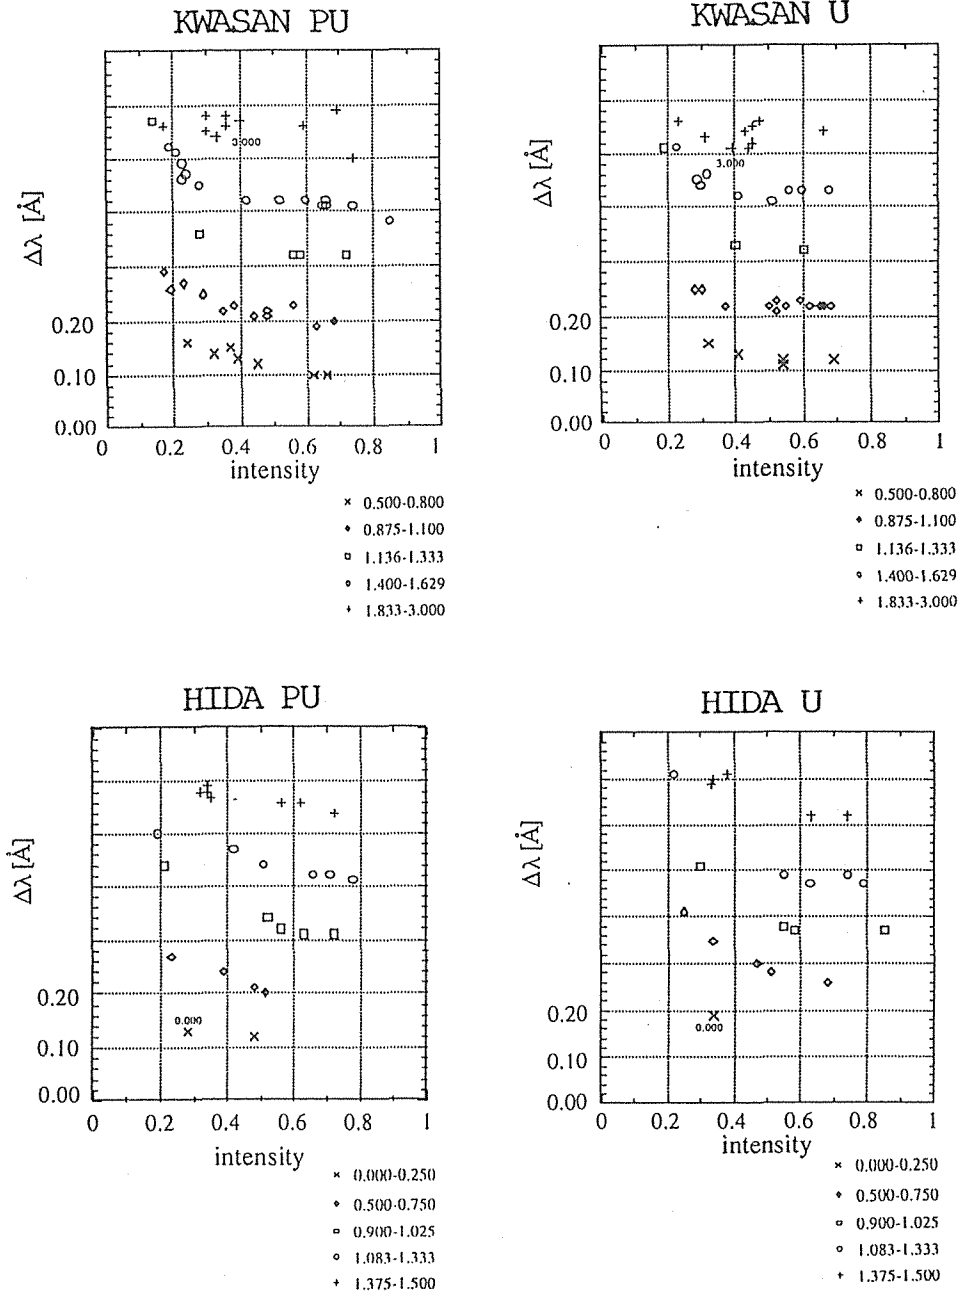 KWASAN PU
Δλ [Å]
3.000
0.20
0.10
0.00
0 0.2 0.4 0.6 0.8 1
intensity
× 0.500-0.800
0.875-1.100
1.136-1.333
1.400-1.629
+ 1.833-3.000
KWASAN U
Δλ [Å]
3.000
0.20
0.10
0.00
0 0.2 0.4 0.6 0.8 1
intensity
× 0.500-0.800
0.875-1.100
1.136-1.333
1.400-1.629
+ 1.833-3.000
HIDA PU
Δλ [Å]
0.20
0.000
0.10
0.00
0 0.2 0.4 0.6 0.8 1
intensity
× 0.000-0.250
0.500-0.750
0.900-1.025
1.083-1.333
+ 1.375-1.500
HIDA U
Δλ [Å]
0.20
0.000
0.10
0.00
0 0.2 0.4 0.6 0.8 1
intensity
× 0.000-0.250
0.500-0.750
0.900-1.025
1.083-1.333
+ 1.375-1.500